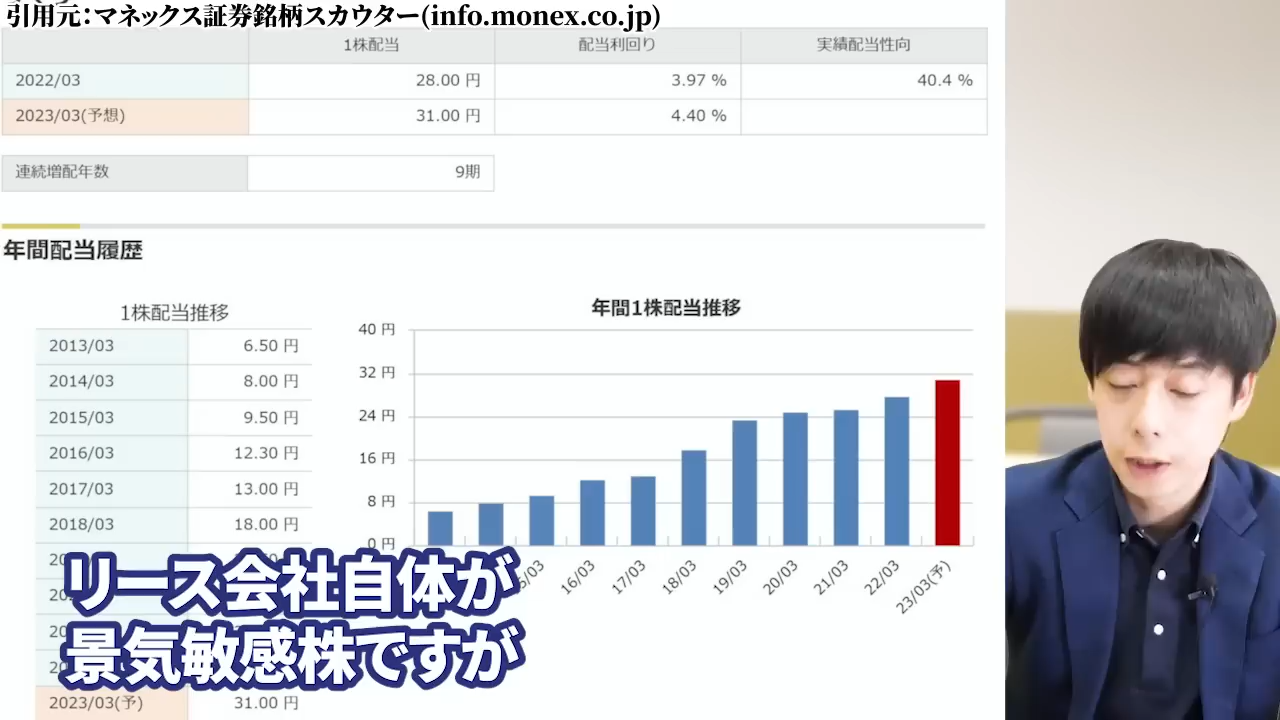 引用元：マネックス証券銘柄スカウター(info.monex.co.jp)
1株配当 配当利回り 実績配当性向
2022/03 28.00 円 3.97 % 40.4 %
2023/03(予想) 31.00 円 4.40 %
連続増配年数 9期
年間配当履歴
1株配当推移
2013/03 6.50 円
2014/03 8.00 円
2015/03 9.50 円
2016/03 12.30 円
2017/03 13.00 円
2018/03 18.00 円
2023/03(予) 31.00 円
年間1株配当推移
40 円
32 円
24 円
16 円
8 円
0 円
16/03 17/03 18/03 19/03 20/03 21/03 22/03 23/03(予)
リース会社自体が
景気敏感株ですが